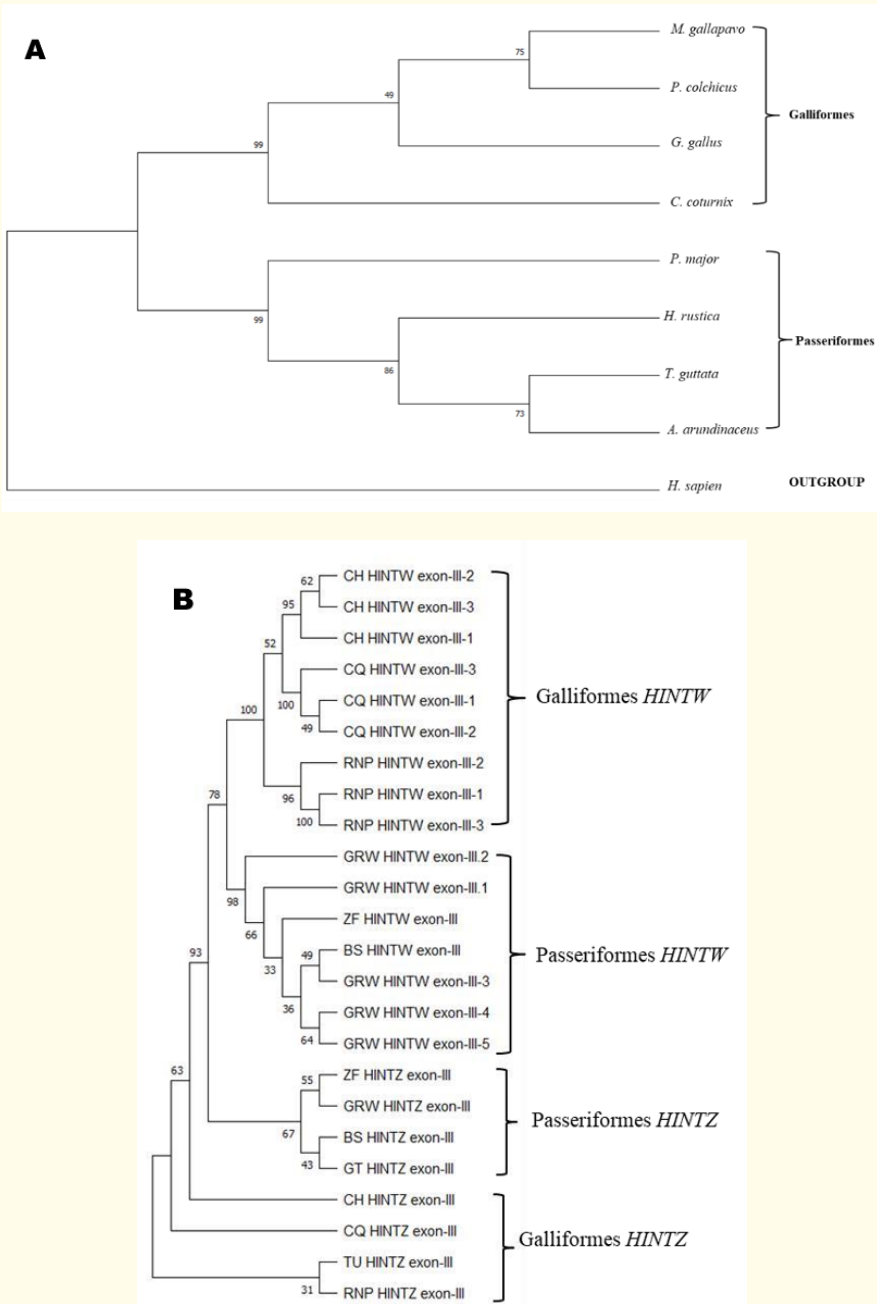 A
M. gallapavo
75
P. colchicus
49
Galliformes
99
G. gallus
C. coturnix
P. major
99
H. rustica
Passeriformes
86
T. guttata
73
A. arundinaceus
H. sapien
OUTGROUP
B
CH HINTW exon-III-2
62
95
CH HINTW exon-III-3
CH HINTW exon-III-1
52
CQ HINTW exon-III-3
100
CQ HINTW exon-III-1
49
CQ HINTW exon-III-2
Galliformes HINTW
100
RNP HINTW exon-III-2
96
RNP HINTW exon-III-1
100
RNP HINTW exon-III-3
78
GRW HINTW exon-III.2
98
GRW HINTW exon-III.1
66
ZF HINTW exon-III
33
49
BS HINTW exon-III
Passeriformes HINTW
93
GRW HINTW exon-III-3
36
GRW HINTW exon-III-4
64
GRW HINTW exon-III-5
63
55
ZF HINTZ exon-III
GRW HINTZ exon-III
67
Passeriformes HINTZ
BS HINTZ exon-III
43
GT HINTZ exon-III
CH HINTZ exon-III
CQ HINTZ exon-III
Galliformes HINTZ
TU HINTZ exon-III
31
RNP HINTZ exon-III